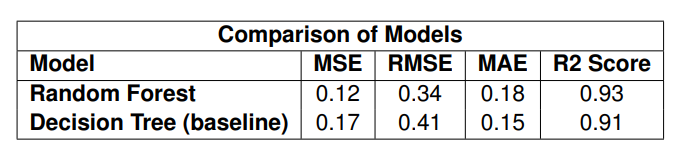 Comparison of Models
Model MSE RMSE MAE R2 Score
Random Forest 0.12 0.34 0.18 0.93
Decision Tree (baseline) 0.17 0.41 0.15 0.91